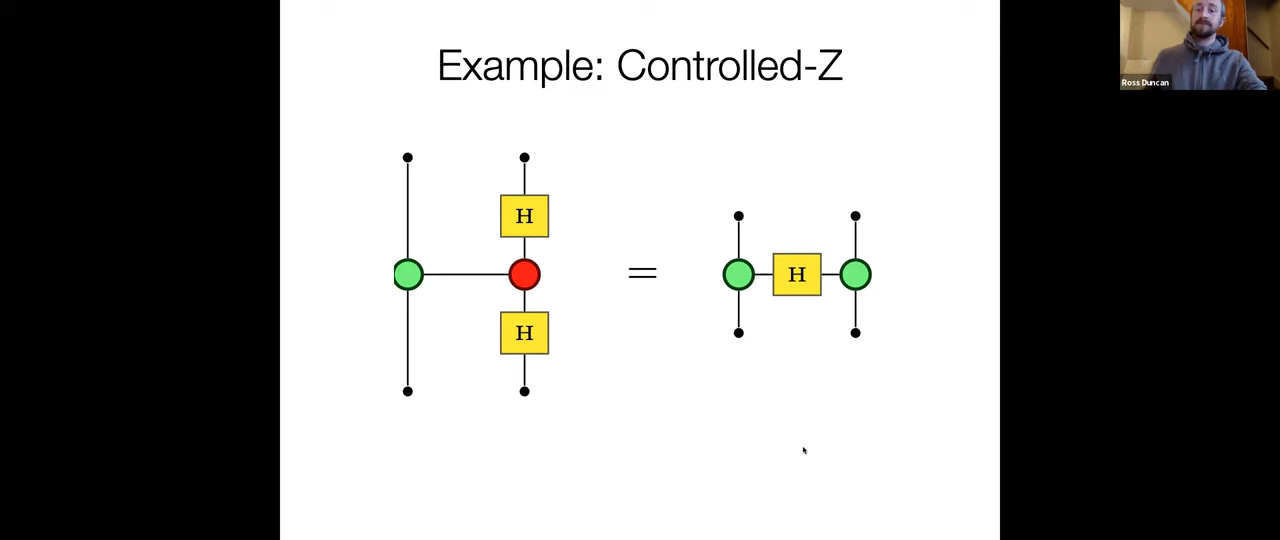 Example: Controlled-Z
Ross Duncan
H
=
H
H